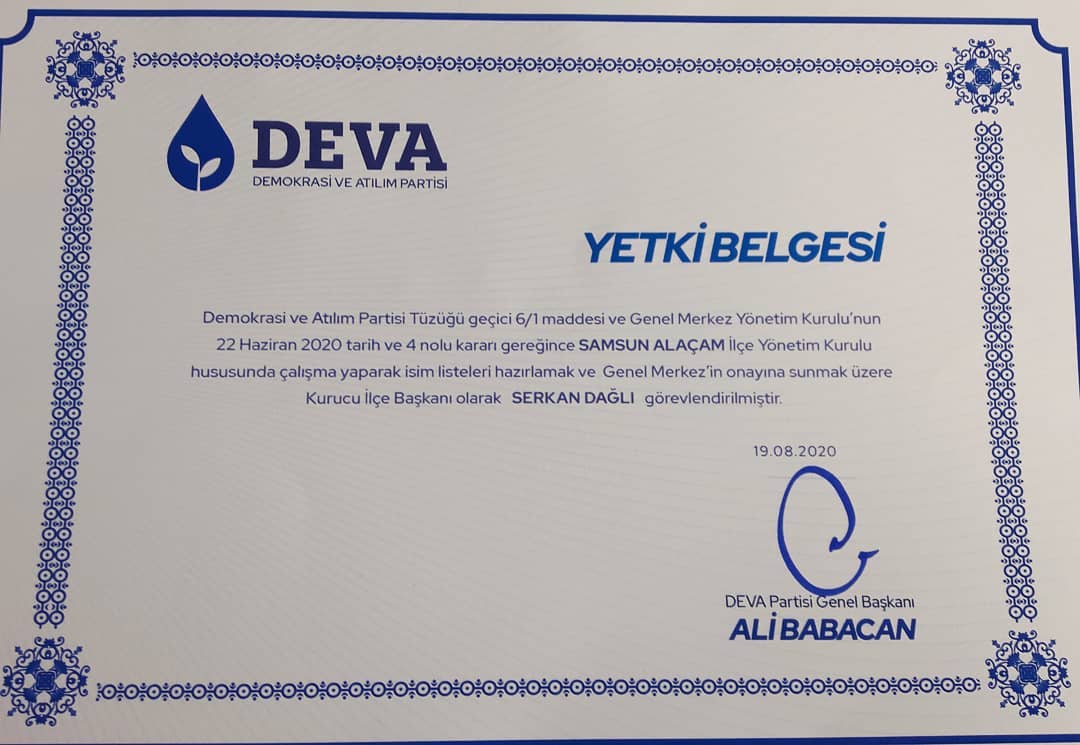 DEVA
DEMOKRASİ VE ATILIM PARTİSİ
YETKİ BELGESİ
Demokrasi ve Atılım Partisi Tüzüğü geçici 6/1 maddesi ve Genel Merkez Yönetim Kurulu'nun
22 Haziran 2020 tarih ve 4 nolu kararı gereğince SAMSUN ALAÇAM İlçe Yönetim Kurulu
hususunda çalışma yaparak isim listeleri hazırlamak ve Genel Merkez'in onayına sunmak üzere
Kurucu İlçe Başkanı olarak SERKAN DAĞLI görevlendirilmiştir.
19.08.2020
DEVA Partisi Genel Başkanı
ALİ BABACAN